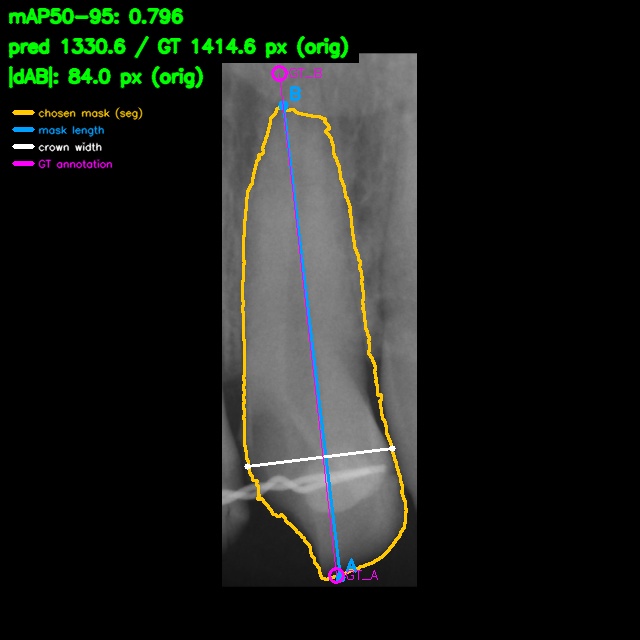 mAP50-95: 0.796
pred 1330.6 / GT 1414.6 px (orig)
|dAB|: 84.0 px (orig)
chosen mask (seg)
mask length
crown width
GT annotation
B
A
GT_A